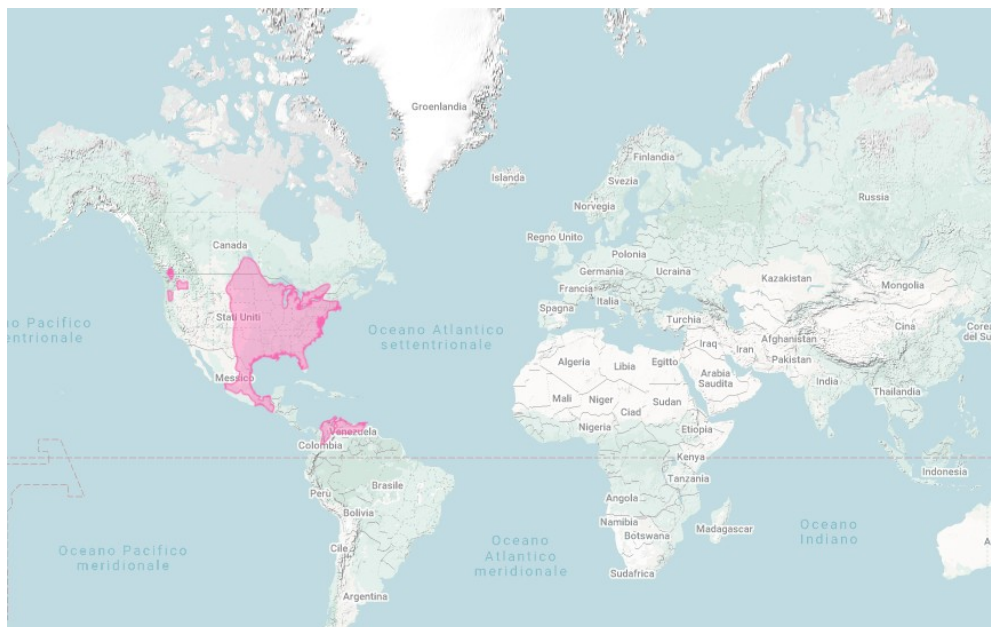 Groenlandia
Islanda
Finlandia
Svezia
Norvegia
Russia
Canada
Regno Unito
Polonia
Germania
Ucraina
Kazakistan
Mongolia
Francia
Italia
Spagna
Stati Uniti
Turchia
Cina
Corea
del Su
no Pacifico
entrionale
Oceano Atlantico
settentrionale
Iraq
Iran
Afghanistan
Pakistan
Algeria
Libia
Egitto
Arabia
Saudita
Messico
India
Mali
Niger
Ciad
Sudan
Thailandia
Nigeria
Etiopia
Venezuela
Colombia
Kenya
Indonesia
Tanzania
Perù
Brasile
Angola
Bolivia
Namibia
Botswana
Madagascar
Oceano
Indiano
Oceano Pacifico
meridionale
Cile
Oceano
Atlantico
meridionale
A
Sudafrica
Argentina